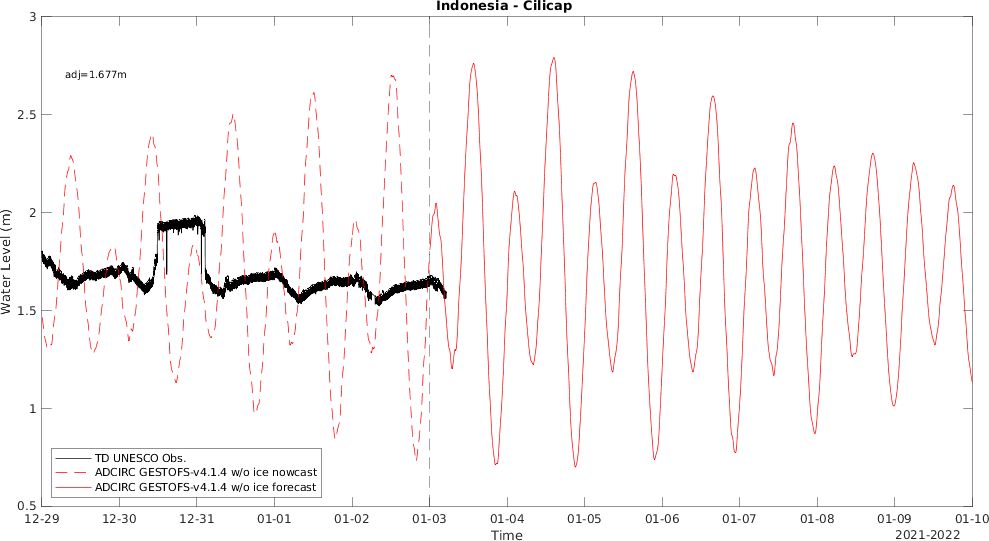 Indonesia - Cilicap
adj=1.677m
Water Level (m)
3
2.5
2
1.5
1
0.5
TD UNESCO Obs.
ADCIRC GESTOFS-v4.1.4 w/o ice nowcast
ADCIRC GESTOFS-v4.1.4 w/o ice forecast
12-29 12-30 12-31 01-01 01-02 01-03 01-04 01-05 01-06 01-07 01-08 01-09 01-10
Time
2021-2022